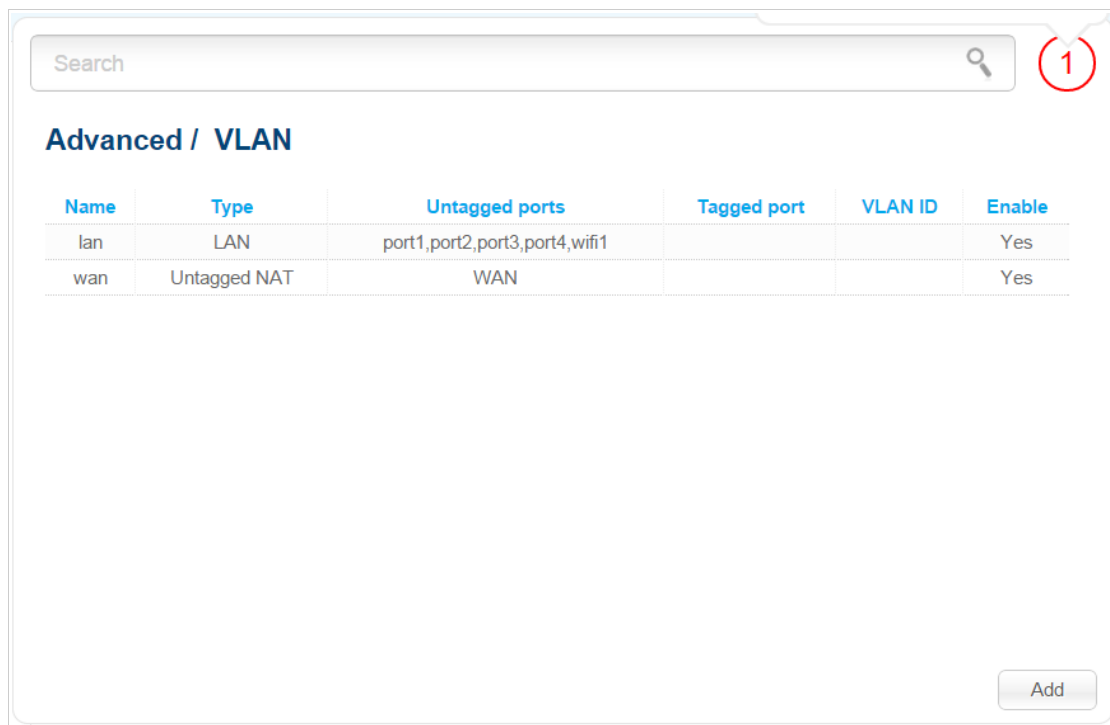 Search
1
Advanced / VLAN
Name Type Untagged ports Tagged port VLAN ID Enable
lan LAN port1,port2,port3,port4,wifi1 Yes
wan Untagged NAT WAN Yes
Add